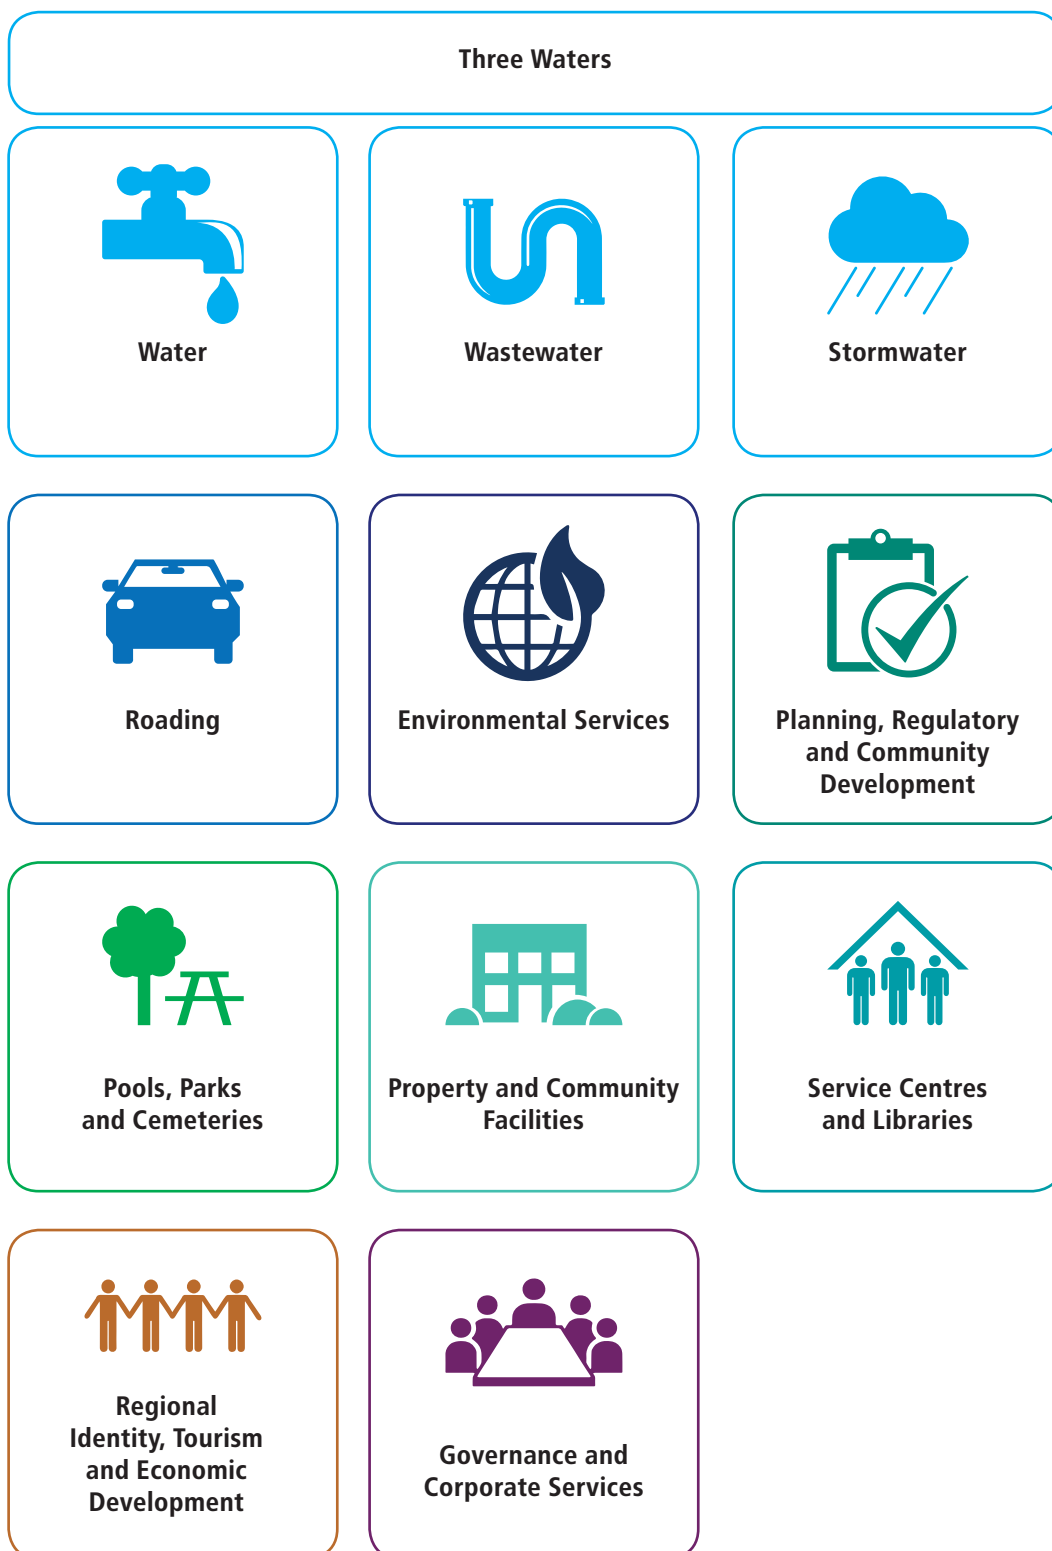 Three Waters
Water
Wastewater
Stormwater
Roading
Environmental Services
Planning, Regulatory
and Community
Development
Pools, Parks
and Cemeteries
Property and Community
Facilities
Service Centres
and Libraries
Regional
Identity, Tourism
and Economic
Development
Governance and
Corporate Services